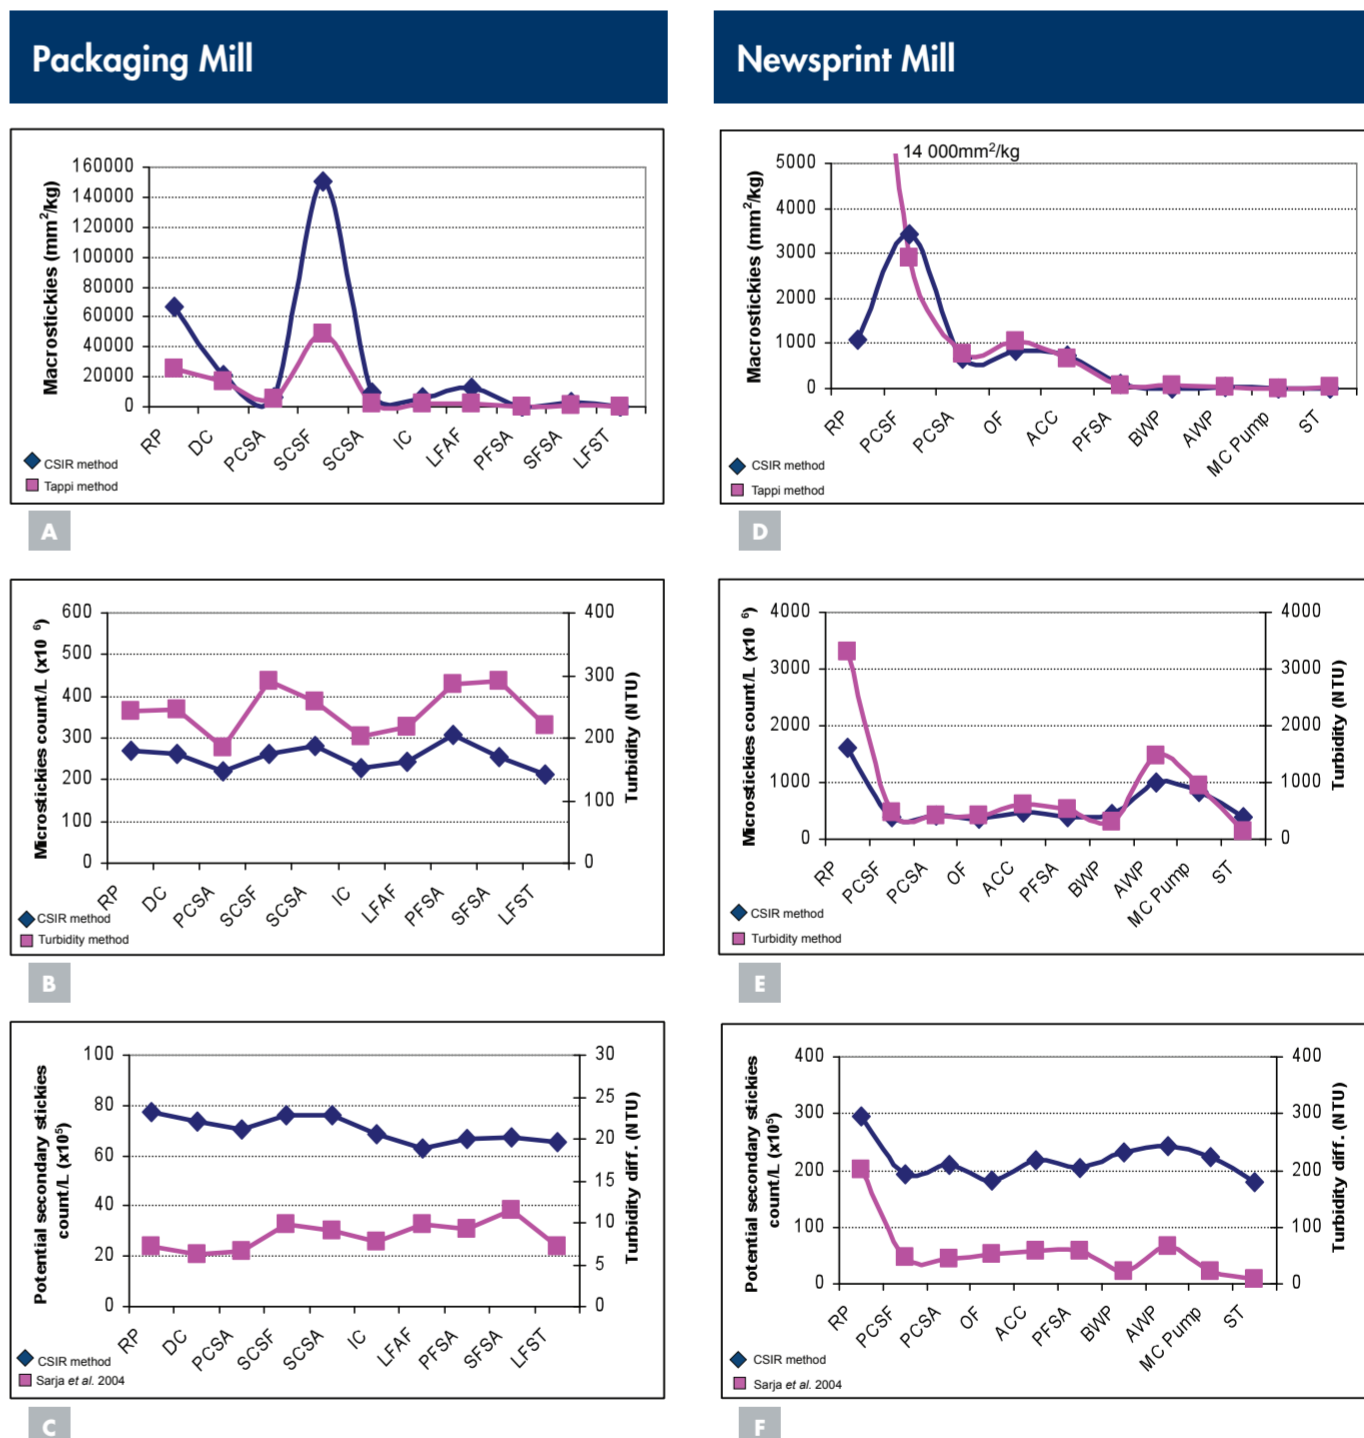 Packaging Mill
Newsprint Mill
Macrostickies (mm²/kg)
160000
140000
120000
100000
80000
60000
40000
20000
0
RP DC PCSA SCSF SCSA IC LFAF PFSA SFSA LFST
CSIR method
Tappi method
A
14 000mm²/kg
Macrostickies (mm²/kg)
5000
4000
3000
2000
1000
0
RP PCSF PCSA OF ACC PFSA BWP AWP MC Pump ST
CSIR method
Tappi method
D
Microstickies count/L (x10 ⁶)
600
500
400
300
200
100
0
400
300
200
100
0
Turbidity (NTU)
RP DC PCSA SCSF SCSA IC LFAF PFSA SFSA LFST
CSIR method
Turbidity method
B
Microstickies count/L (x10 ⁶)
4000
3000
2000
1000
0
4000
3000
2000
1000
0
Turbidity (NTU)
RP PCSF PCSA OF ACC PFSA BWP AWP MC Pump ST
CSIR method
Turbidity method
E
Potential secondary stickies
count/L (x10⁵)
100
80
60
40
20
0
30
25
20
15
10
5
0
Turbidity diff. (NTU)
RP DC PCSA SCSF SCSA IC LFAF PFSA SFSA LFST
CSIR method
Sarja et al. 2004
C
Potential secondary stickies
count/L (x10⁵)
400
300
200
100
0
400
300
200
100
0
Turbidity diff. (NTU)
RP PCSF PCSA OF ACC PFSA BWP AWP MC Pump ST
CSIR method
Sarja et al. 2004
F